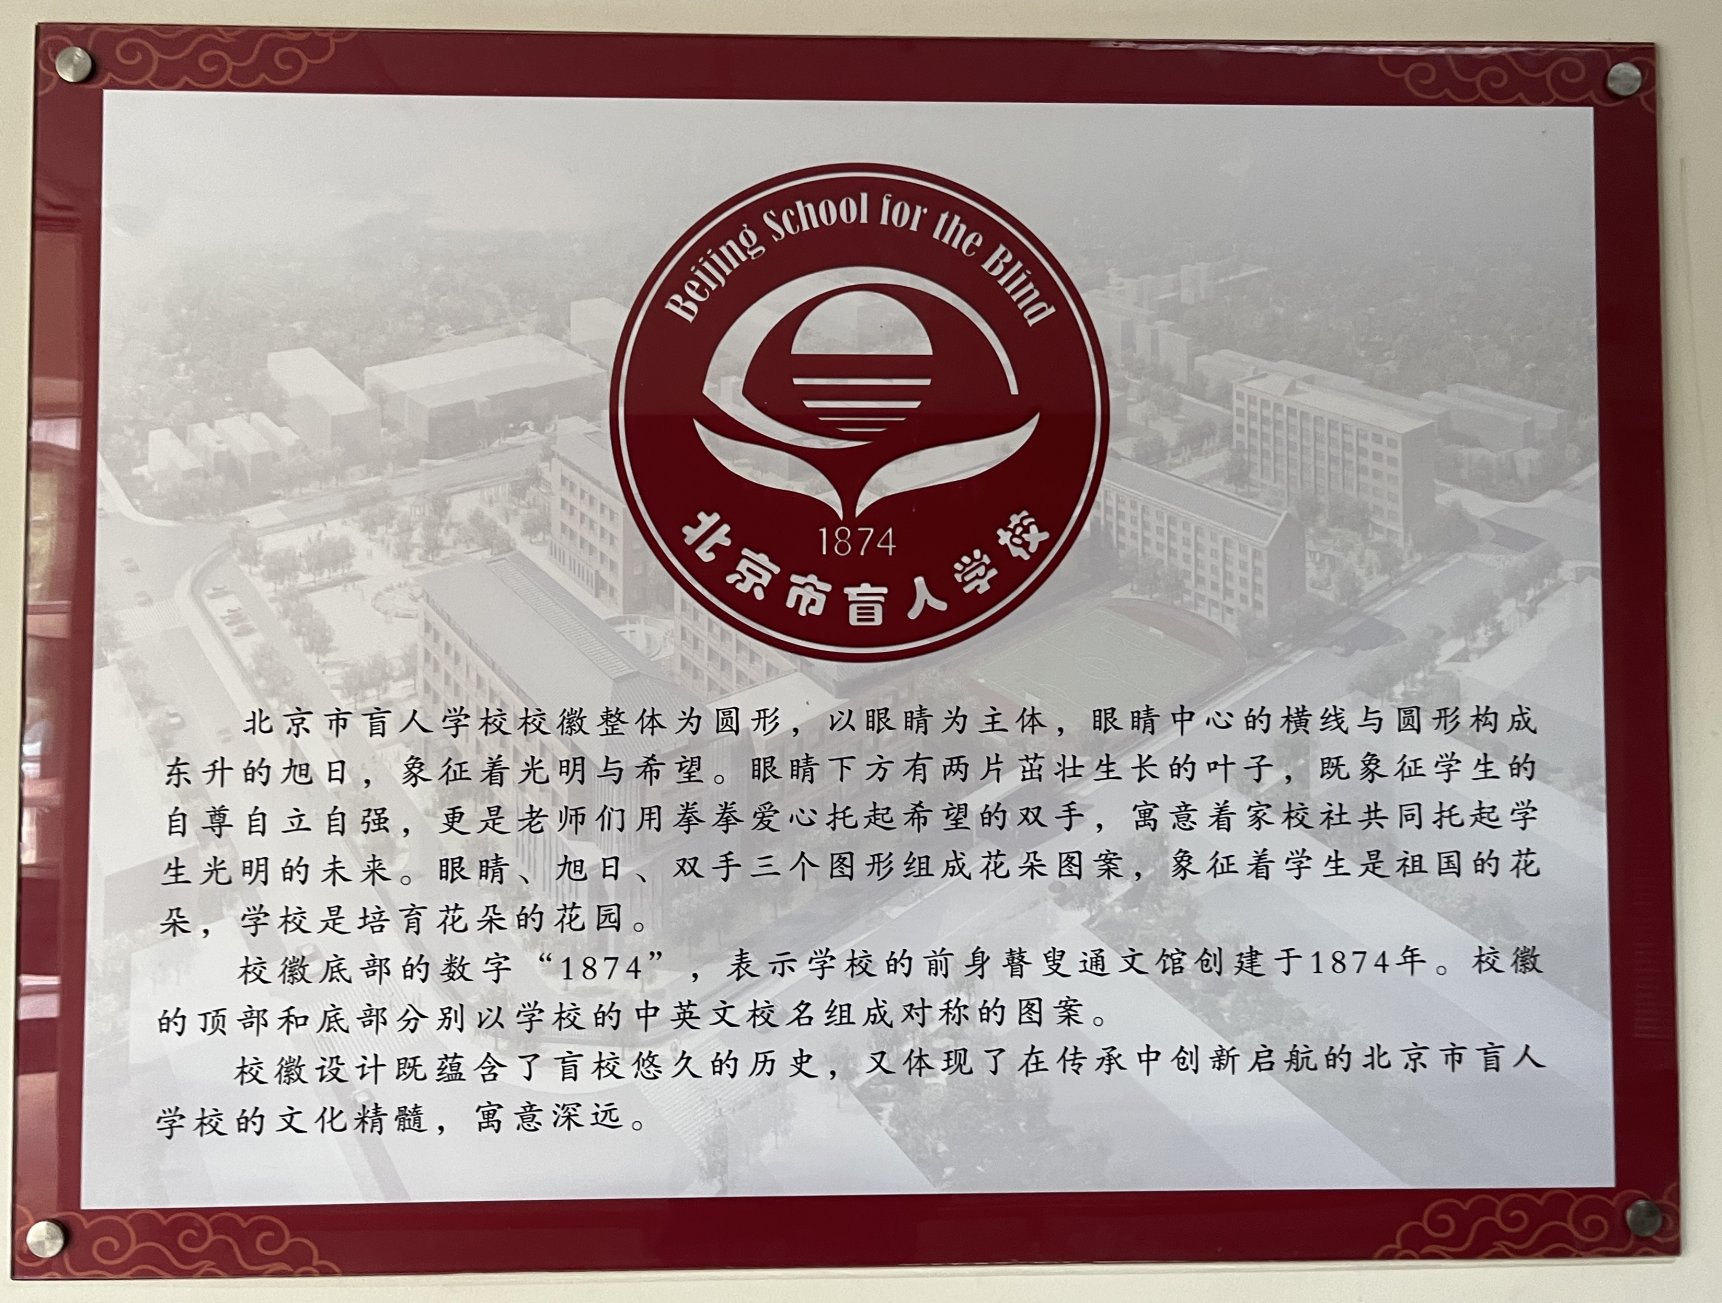 Beijing School for the Blind
1874
北京市盲人学校
北京市盲人学校校徽整体为圆形，以眼睛为主体，眼睛中心的横线与圆形构成
东升的旭日，象征着光明与希望。眼睛下方有两片茁壮生长的叶子，既象征学生的
自尊自立自强，更是老师们用拳拳爱心托起希望的双手，寓意着家校社共同托起学
生光明的未来。眼睛、旭日、双手三个图形组成花朵图案，象征着学生是祖国的花
朵，学校是培育花朵的花园。
校徽底部的数字“1874”，表示学校的前身瞽叟通文馆创建于1874年。校徽
的顶部和底部分别以学校的中英文校名组成对称的图案。
校徽设计既蕴含了盲校悠久的历史，又体现了在传承中创新启航的北京市盲人
学校的文化精髓，寓意深远。